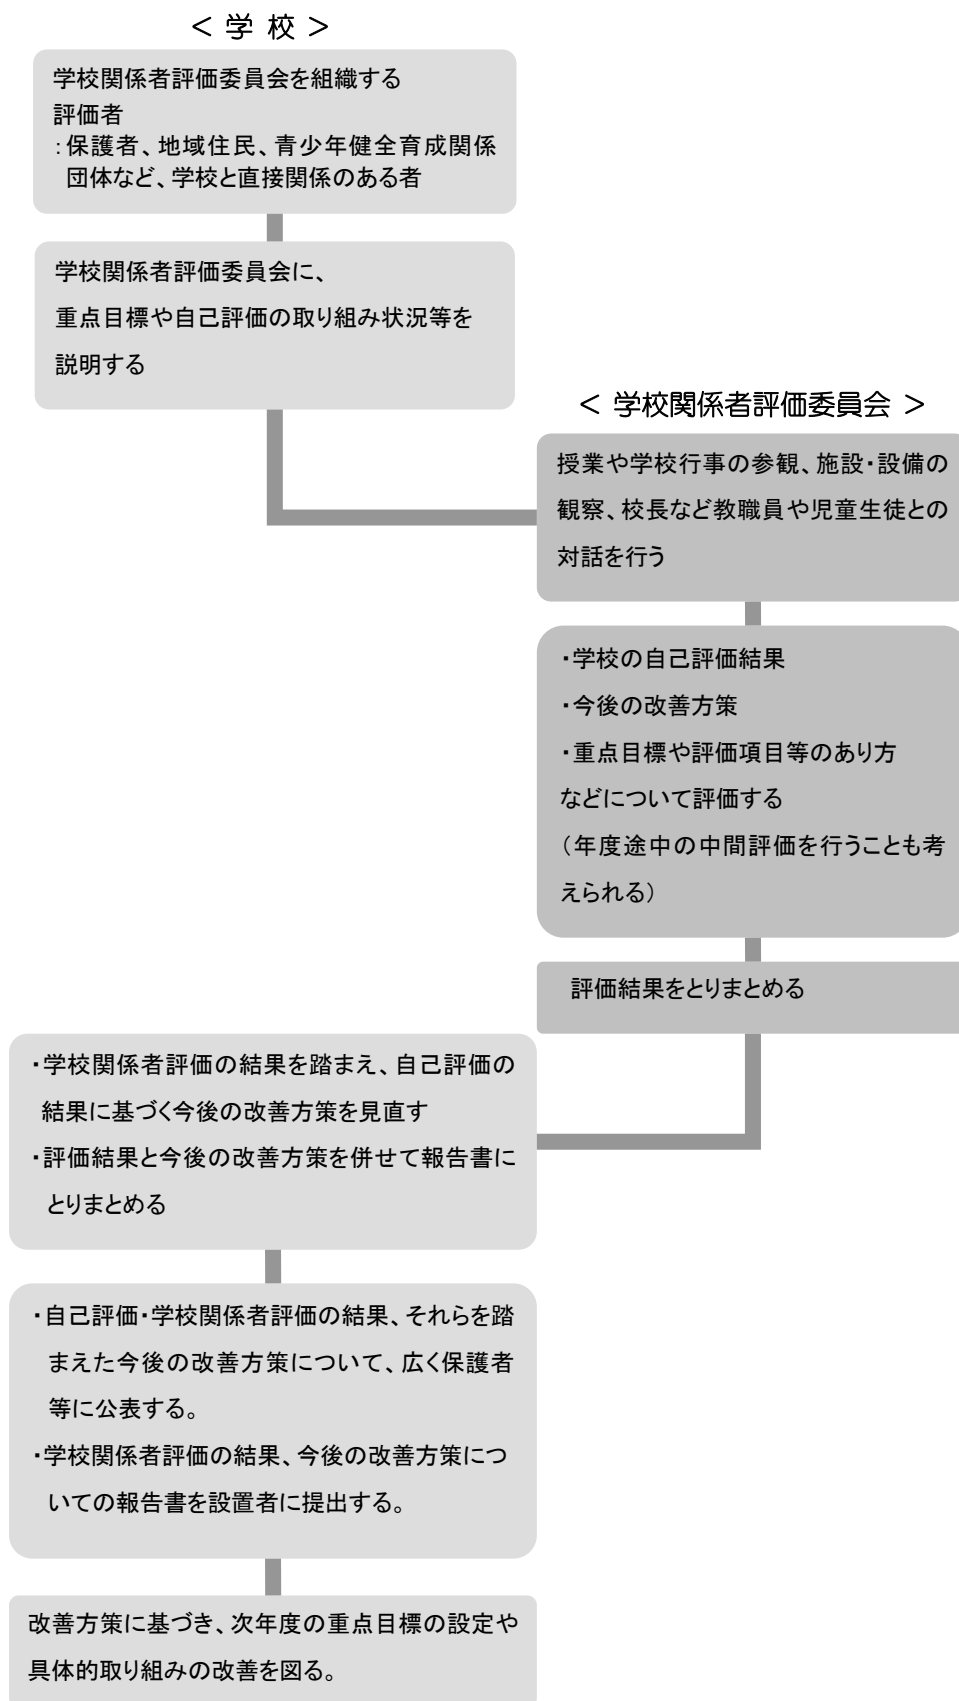 ＜ 学 校 ＞
学校関係者評価委員会を組織する
評価者
：保護者、地域住民、青少年健全育成関係
団体など、学校と直接関係のある者
学校関係者評価委員会に、
重点目標や自己評価の取り組み状況等を
説明する
＜ 学校関係者評価委員会 ＞
授業や学校行事の参観、施設・設備の
観察、校長など教職員や児童生徒との
対話を行う
・学校の自己評価結果
・今後の改善方策
・重点目標や評価項目等のあり方
などについて評価する
（年度途中の中間評価を行うことも考
えられる）
評価結果をとりまとめる
・学校関係者評価の結果を踏まえ、自己評価の
結果に基づく今後の改善方策を見直す
・評価結果と今後の改善方策を併せて報告書に
とりまとめる
・自己評価・学校関係者評価の結果、それらを踏
まえた今後の改善方策について、広く保護者
等に公表する。
・学校関係者評価の結果、今後の改善方策につ
いての報告書を設置者に提出する。
改善方策に基づき、次年度の重点目標の設定や
具体的取り組みの改善を図る。